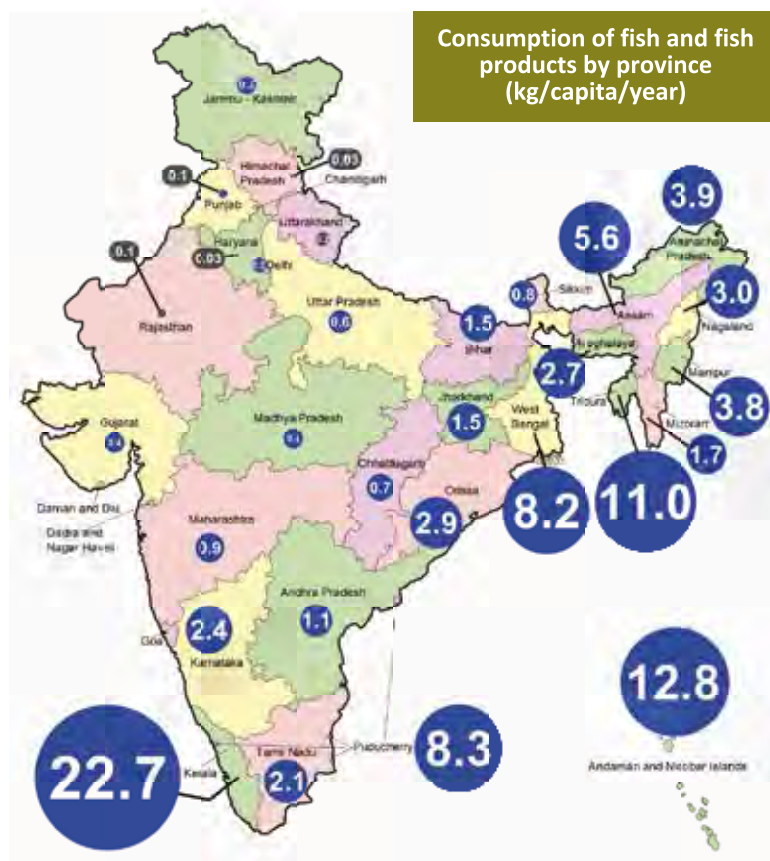 Consumption of fish and fish
products by province
(kg/capita/year)
Jammu - Kashmir
0.03
Himachal
Pradesh
Chandigarh
0.1
Punjab
3.9
Uttarakhand
5.6
Arunachal
Pradesh
Haryana
0.03
Delhi
0.1
0.8
Sikkim
3.0
Uttar Pradesh
Assam
Rajasthan
0.6
1.5
Nagaland
Bihar
Meghalaya
2.7
Manipur
Jharkhand
Tripura
3.8
Gujarat
Madhya Pradesh
1.5
West
Bengal
Mizoram
1.7
Chhattisgarh
0.7
Orissa
8.2
11.0
Daman and Diu
Maharashtra
2.9
Dadra and
Nagar Haveli
0.9
Andhra Pradesh
1.1
2.4
Goa
Karnataka
12.8
Puducherry
8.3
22.7
Tamil Nadu
Kerala
2.1
Andaman and Nicobar Islands